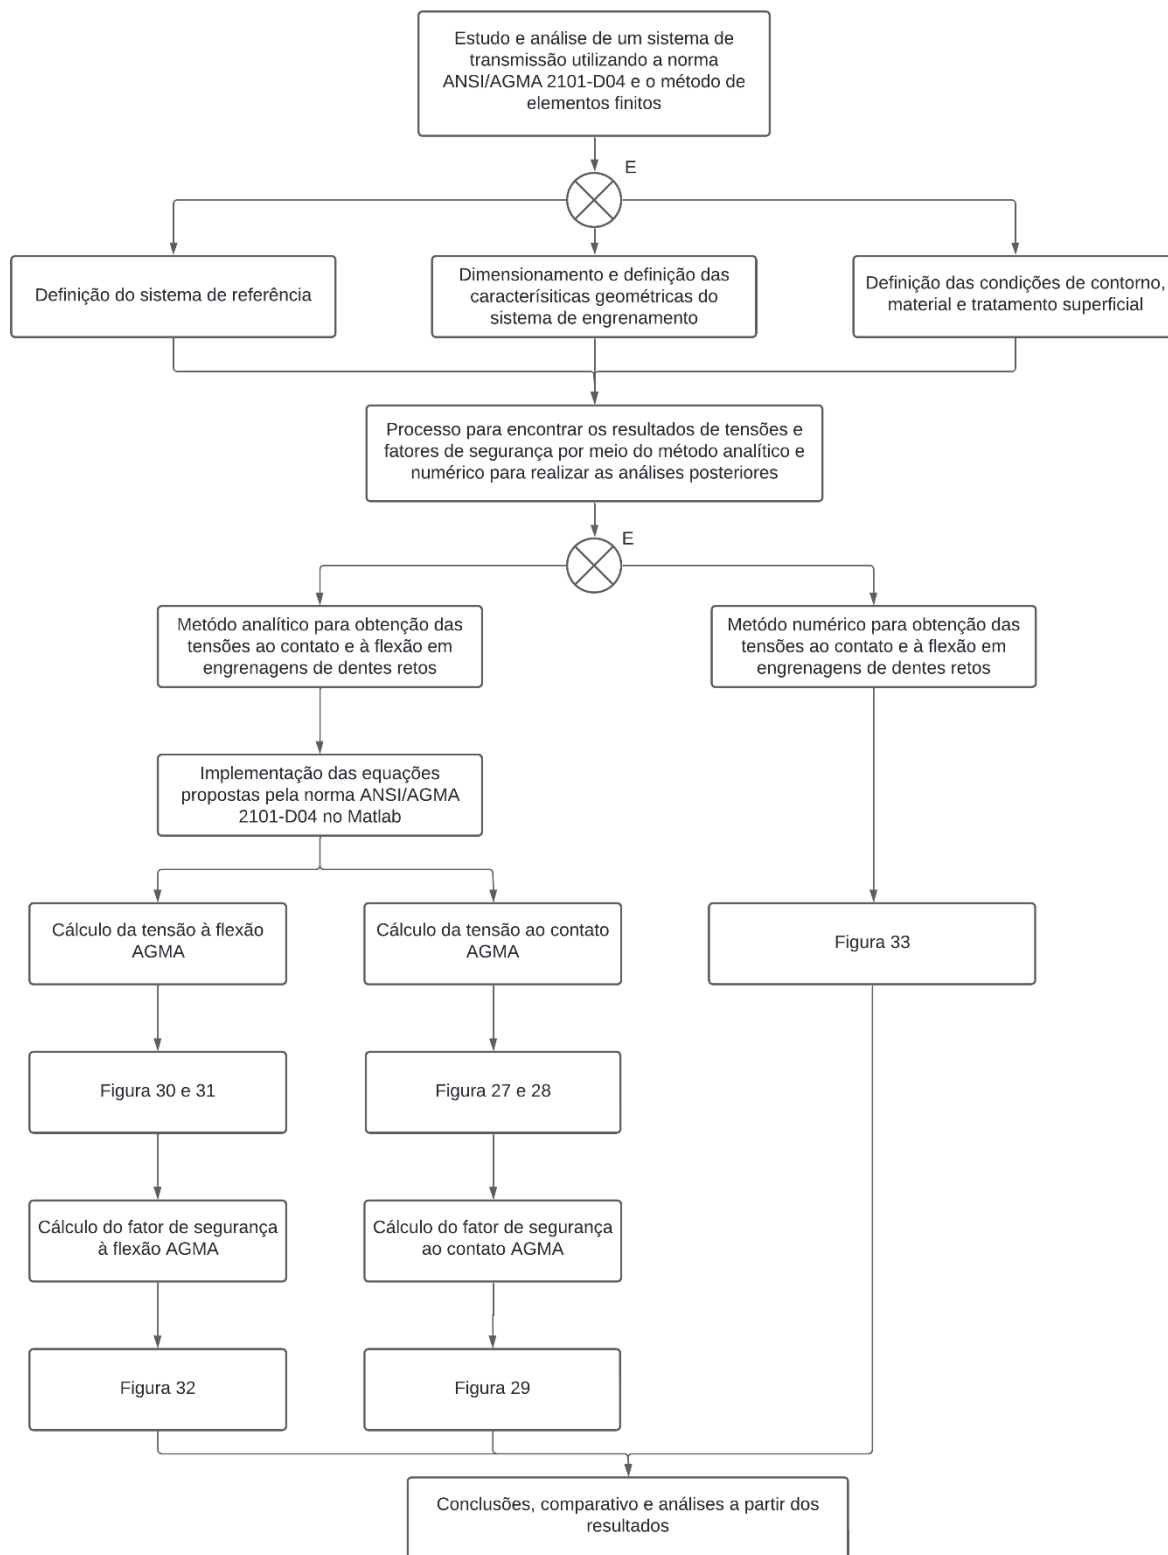 Estudo e análise de um sistema de
transmissão utilizando a norma
ANSI/AGMA 2101-D04 e o método de
elementos finitos
E
Definição do sistema de referência
Dimensionamento e definição das
caracterísiticas geométricas do
sistema de engrenamento
Definição das condições de contorno,
material e tratamento superficial
Processo para encontrar os resultados de tensões e
fatores de segurança por meio do método analítico e
numérico para realizar as análises posteriores
E
Metódo analítico para obtenção das
tensões ao contato e à flexão em
engrenagens de dentes retos
Metódo numérico para obtenção das
tensões ao contato e à flexão em
engrenagens de dentes retos
Implementação das equações
propostas pela norma ANSI/AGMA
2101-D04 no Matlab
Cálculo da tensão à flexão
AGMA
Cálculo da tensão ao contato
AGMA
Figura 33
Figura 30 e 31
Figura 27 e 28
Cálculo do fator de segurança
à flexão AGMA
Cálculo do fator de segurança
ao contato AGMA
Figura 32
Figura 29
Conclusões, comparativo e análises a partir dos
resultados